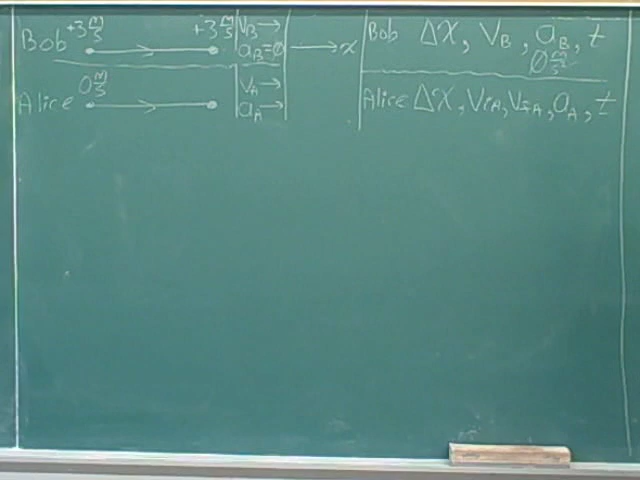 Bob +3 m/s +3 m/s V_B → a_B=0 → x Bob Δx, V_B, a_B, t
0 m/s²
Alice 0 m/s V_A → a_A → Alice Δx, V_iA, V_fA, a_A, t